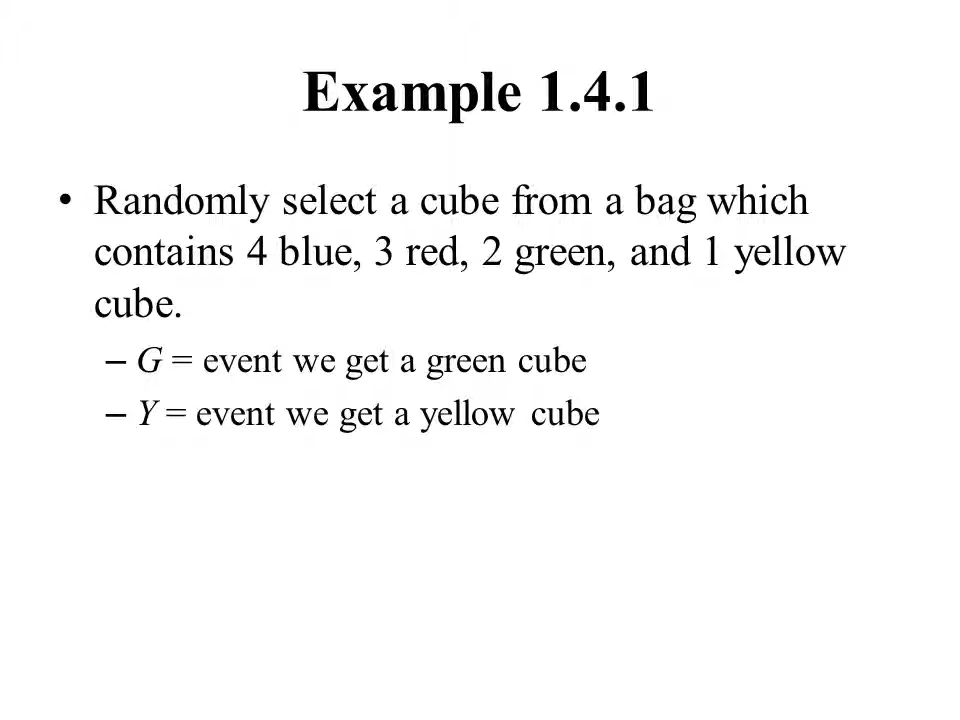 Example 1.4.1
• Randomly select a cube from a bag which
contains 4 blue, 3 red, 2 green, and 1 yellow
cube.
– G = event we get a green cube
– Y = event we get a yellow cube